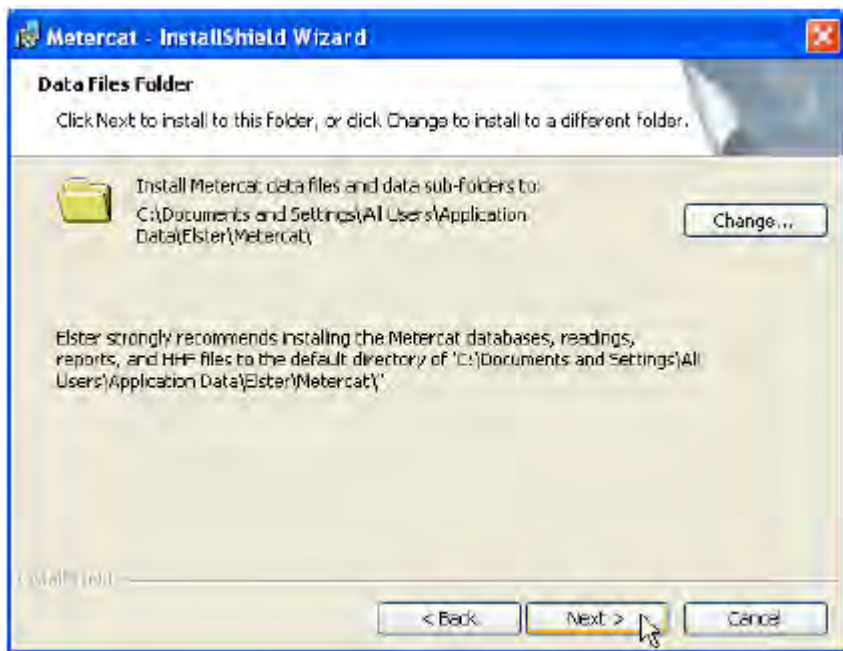 Metercat - InstallShield Wizard
Data Files Folder
Click Next to install to this folder, or click Change to install to a different folder.
Install Metercat data files and data sub-folders to:
C:\Documents and Settings\All Users\Application
Data\Elster\Metercat\
Change...
Elster strongly recommends installing the Metercat databases, readings,
reports, and HHF files to the default directory of "C:\Documents and Settings\All
Users\Application Data\Elster\Metercat\"
InstallShield
< Back
Next >
Cancel